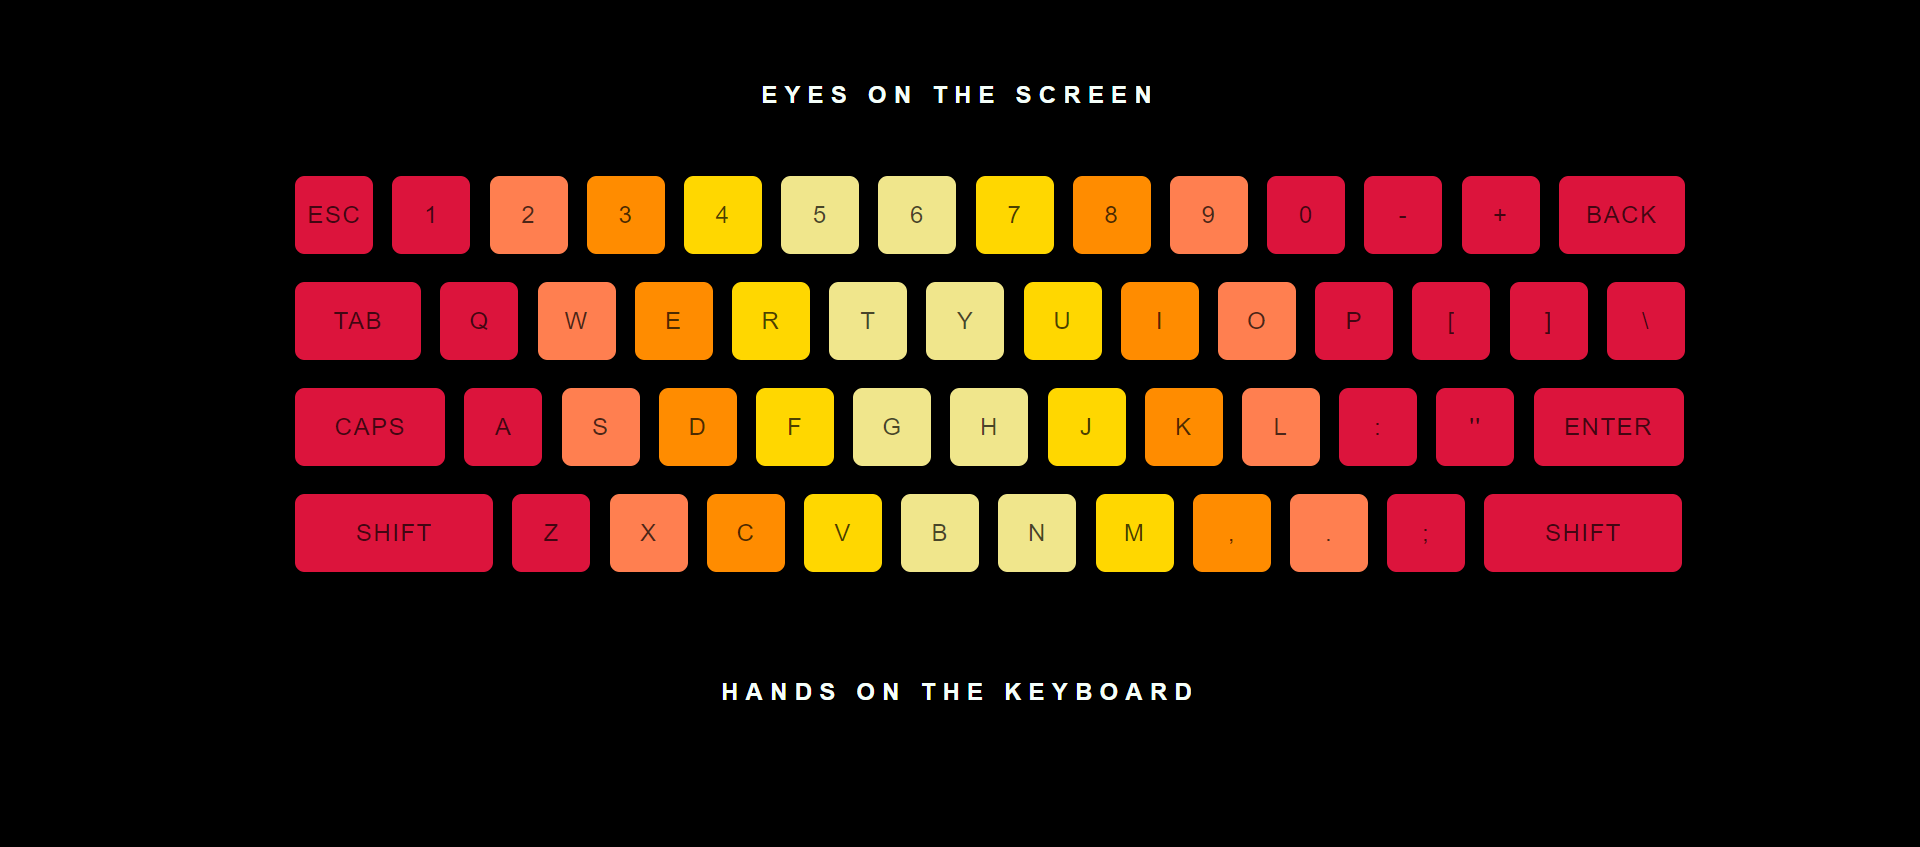 EYES ON THE SCREEN
ESC 1 2 3 4 5 6 7 8 9 0 - + BACK
TAB Q W E R T Y U I O P [ ] \
CAPS A S D F G H J K L : " ENTER
SHIFT Z X C V B N M , . ; SHIFT
HANDS ON THE KEYBOARD